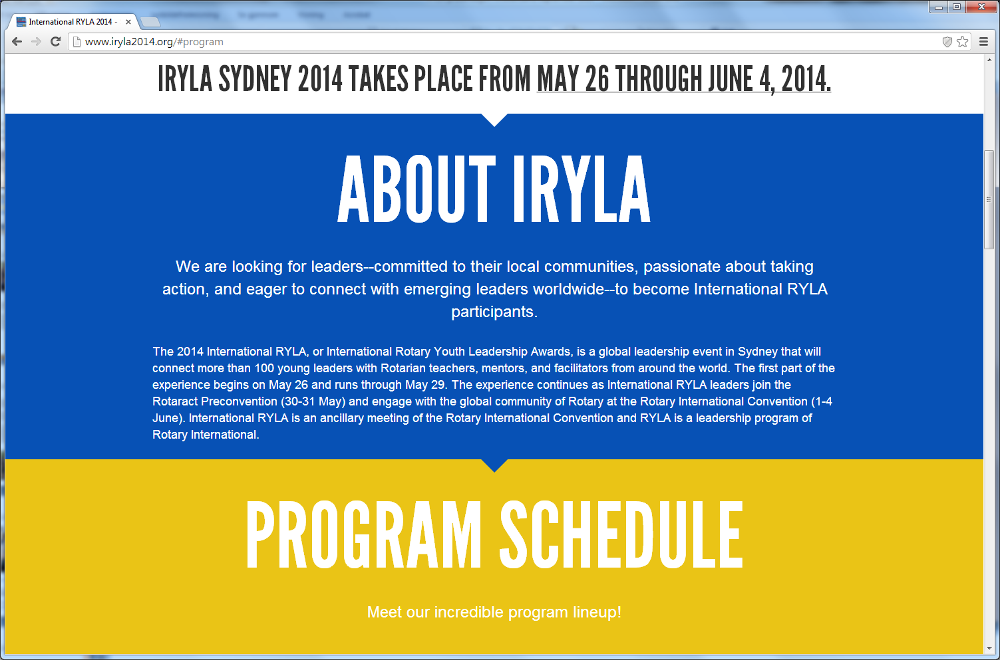 International RYLA 2014 -
www.iryla2014.org/#program
IRYLA SYDNEY 2014 TAKES PLACE FROM MAY 26 THROUGH JUNE 4, 2014.
ABOUT IRYLA
We are looking for leaders--committed to their local communities, passionate about taking
action, and eager to connect with emerging leaders worldwide--to become International RYLA
participants.
The 2014 International RYLA, or International Rotary Youth Leadership Awards, is a global leadership event in Sydney that will
connect more than 100 young leaders with Rotarian teachers, mentors, and facilitators from around the world. The first part of the
experience begins on May 26 and runs through May 29. The experience continues as International RYLA leaders join the
Rotaract Preconvention (30-31 May) and engage with the global community of Rotary at the Rotary International Convention (1-4
June). International RYLA is an ancillary meeting of the Rotary International Convention and RYLA is a leadership program of
Rotary International.
PROGRAM SCHEDULE
Meet our incredible program lineup!